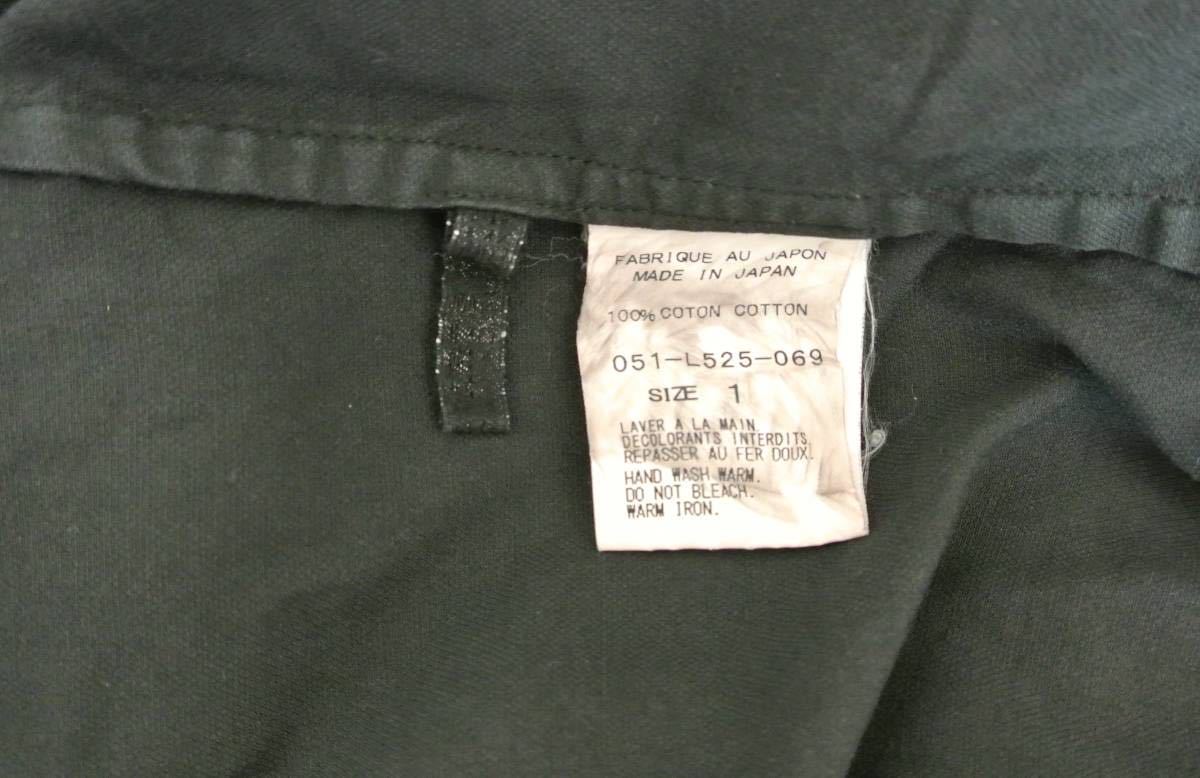 FABRIQUE AU JAPON
MADE IN JAPAN
100% COTON COTTON
051-L525-069
SIZE 1
LAVER A LA MAIN.
DECOLORANTS INTERDITS.
REPASSER AU FER DOUX.
HAND WASH WARM.
DO NOT BLEACH.
WARM IRON.